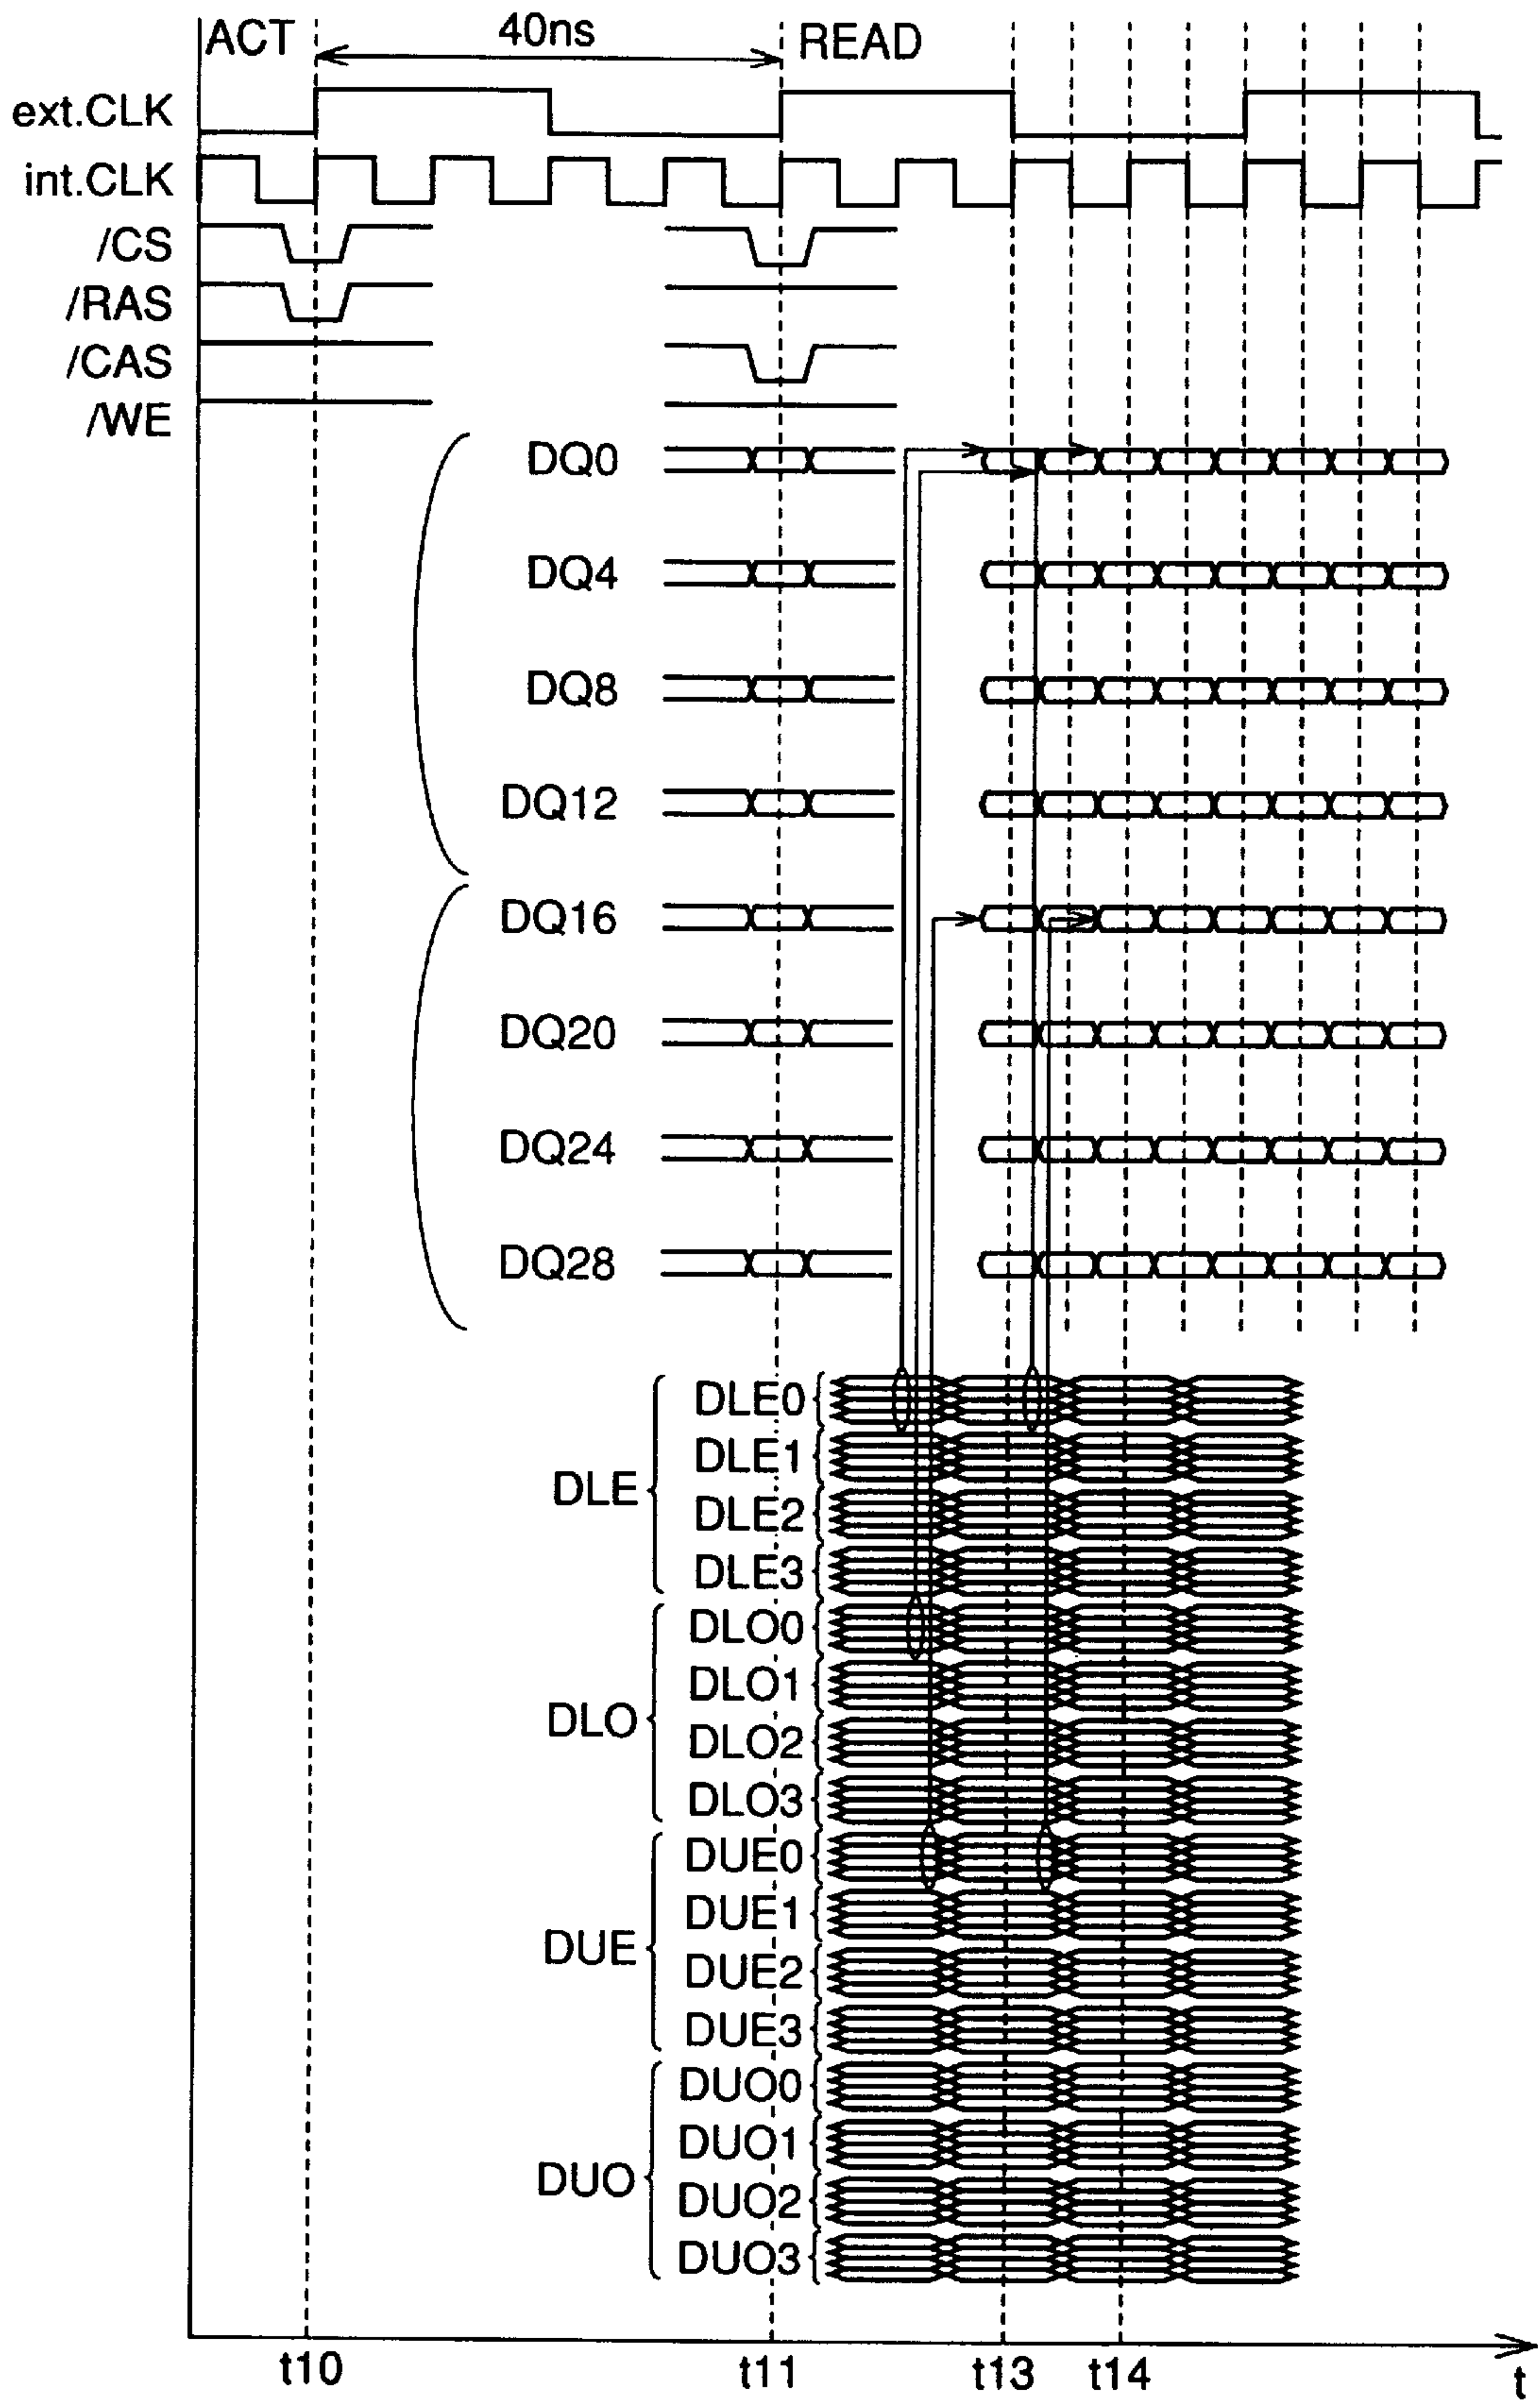 ACT 40ns READ
ext.CLK
int.CLK
/CS
/RAS
/CAS
/WE
DQ0
DQ4
DQ8
DQ12
DQ16
DQ20
DQ24
DQ28
DLE0
DLE1
DLE
DLE2
DLE3
DLO0
DLO1
DLO
DLO2
DLO3
DUE0
DUE1
DUE
DUE2
DUE3
DUO0
DUO1
DUO
DUO2
DUO3
t10 t11 t13 t14 t